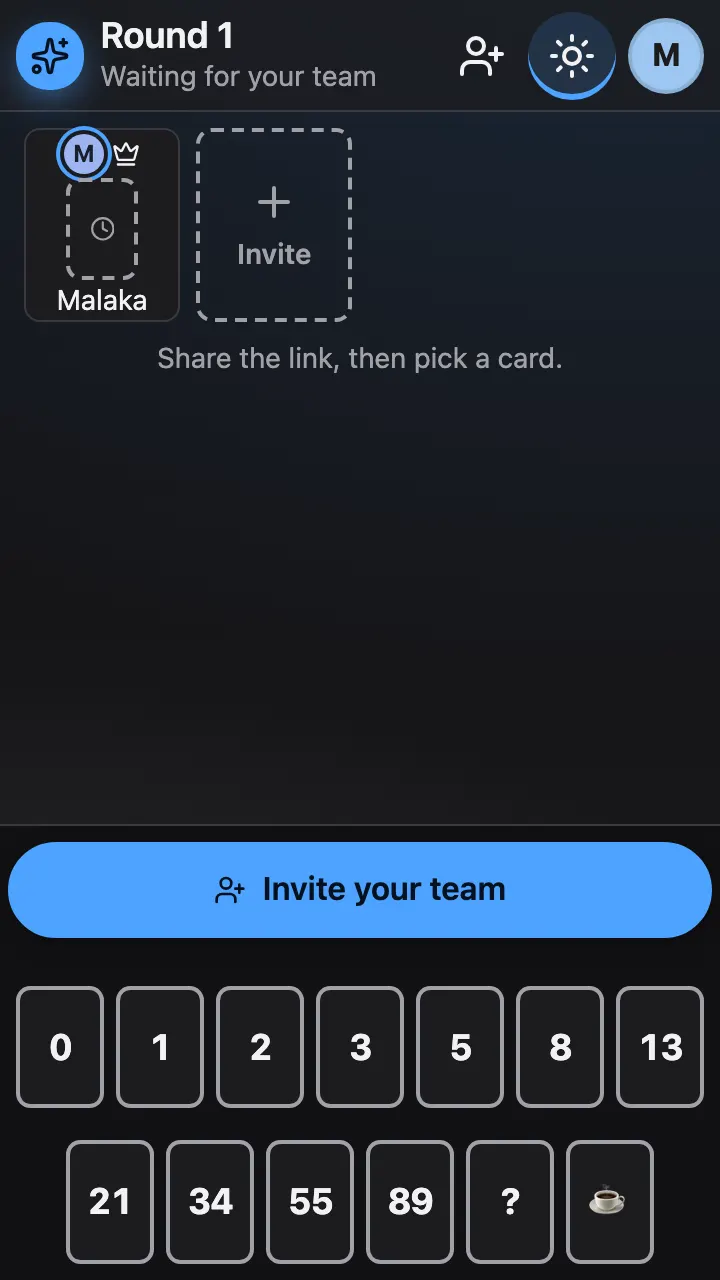 Round 1
Waiting for your team
M
M
Malaka
Invite
Share the link, then pick a card.
Invite your team
0 1 2 3 5 8 13
21 34 55 89 ?